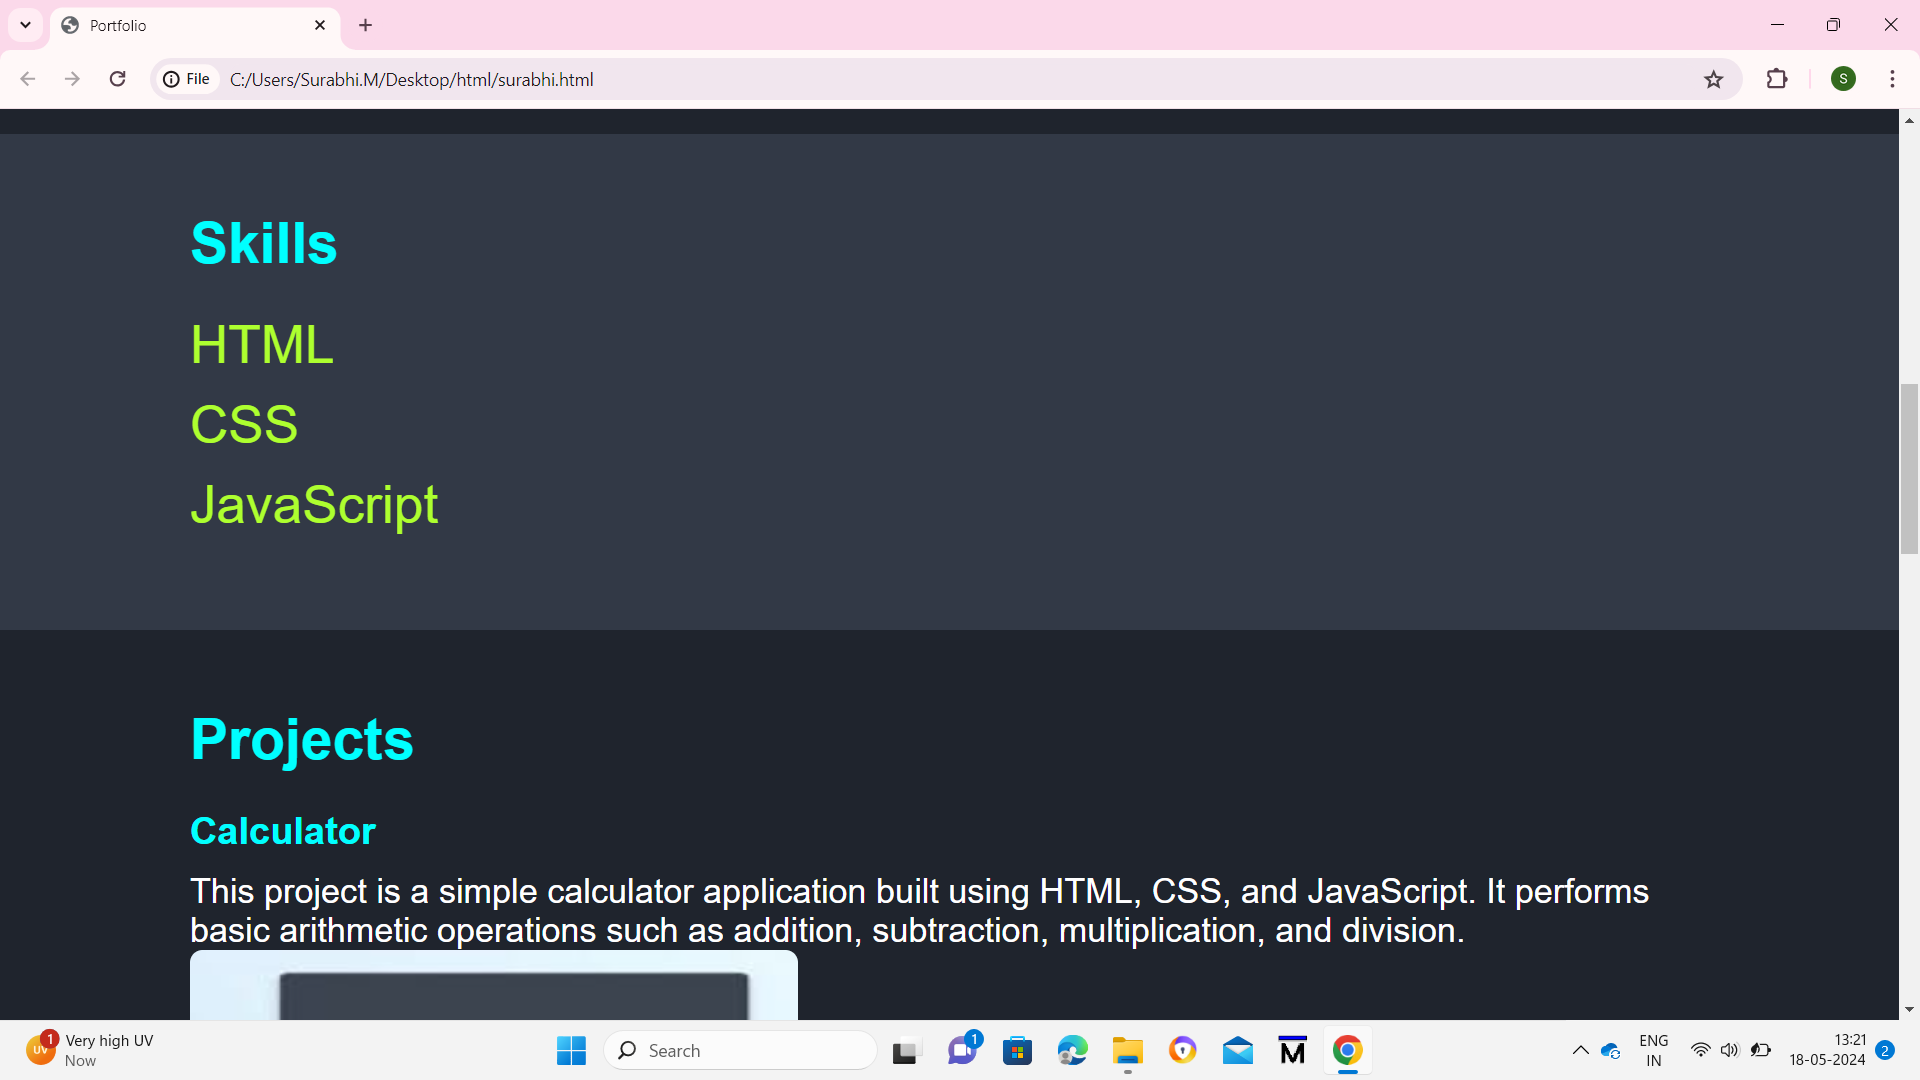 Portfolio
File
C:/Users/Surabhi.M/Desktop/html/surabhi.html
S
Skills
HTML
CSS
JavaScript
Projects
Calculator
This project is a simple calculator application built using HTML, CSS, and JavaScript. It performs
basic arithmetic operations such as addition, subtraction, multiplication, and division.
UV
1
Very high UV
Now
Search
1
M
ENG
IN
13:21
18-05-2024
2